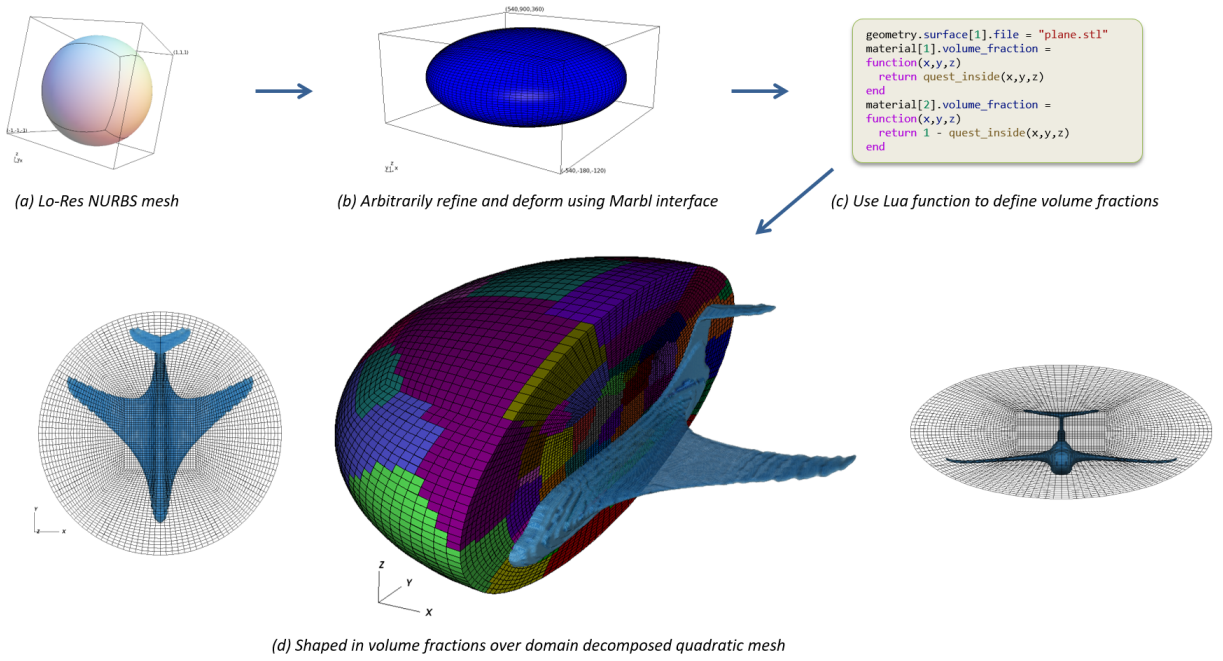 (1,1,1)
(-1,-1,-1)
z
yx
(a) Lo-Res NURBS mesh
(540,900,360)
(-540,-180,-120)
z
y x
(b) Arbitrarily refine and deform using Marbl interface
geometry.surface[1].file = "plane.stl"
material[1].volume_fraction =
function(x,y,z)
  return quest_inside(x,y,z)
end
material[2].volume_fraction =
function(x,y,z)
  return 1 - quest_inside(x,y,z)
end
(c) Use Lua function to define volume fractions
Y
Z X
Z
Y
X
(d) Shaped in volume fractions over domain decomposed quadratic mesh